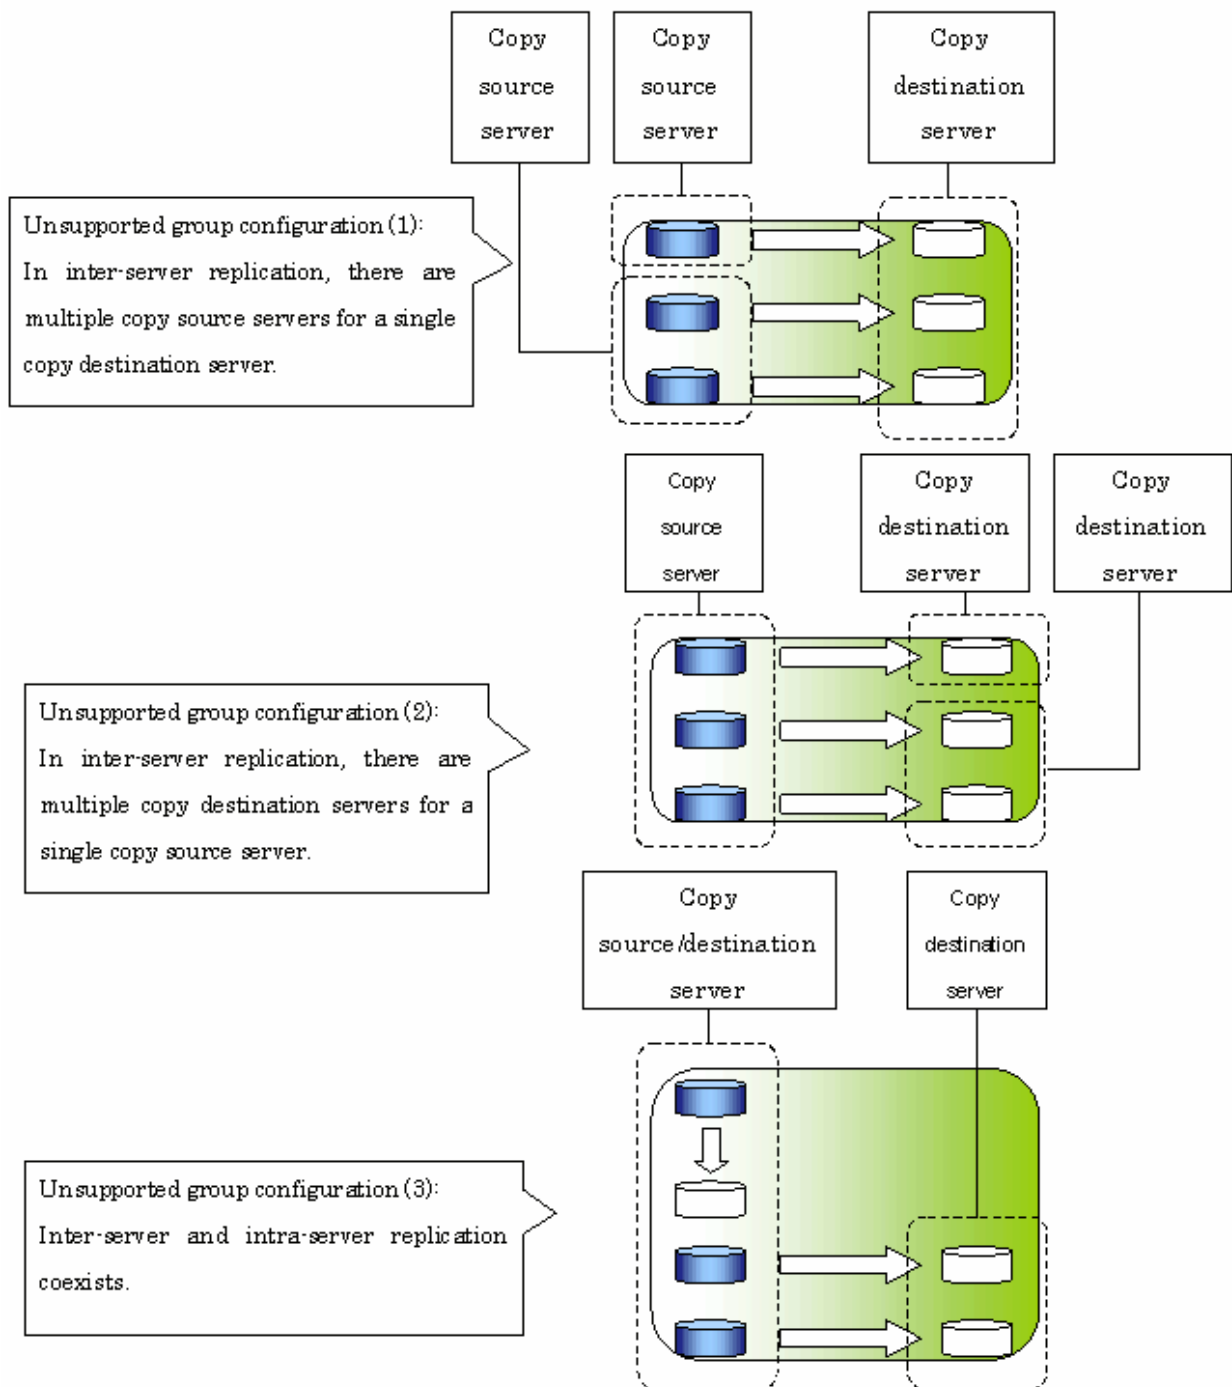 Copy
source
server
Copy
source
server
Copy
destination
server
Unsupported group configuration (1):
In inter-server replication, there are
multiple copy source servers for a single
copy destination server.
Copy
source
server
Copy
destination
server
Copy
destination
server
Unsupported group configuration (2):
In inter-server replication, there are
multiple copy destination servers for a
single copy source server.
Copy
source/destination
server
Copy
destination
server
Unsupported group configuration (3):
Inter-server and intra-server replication
coexists.